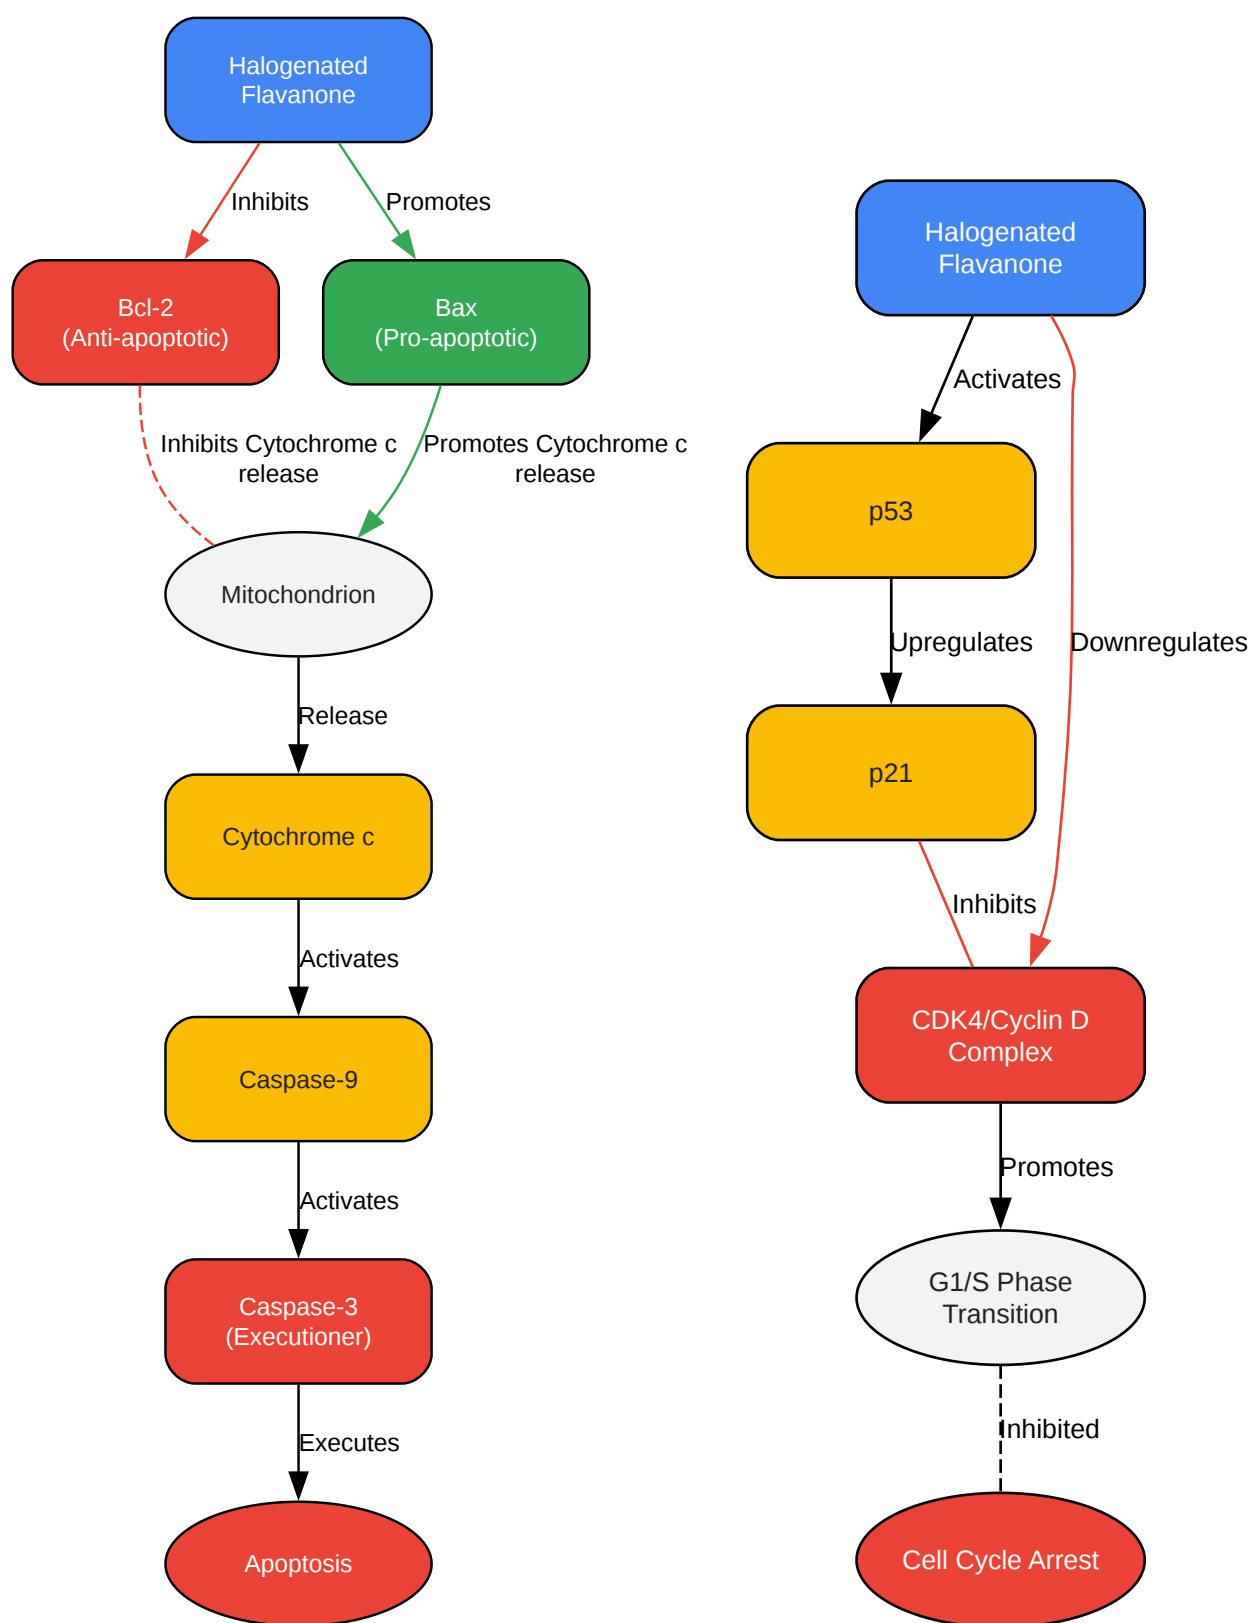 Halogenated
Flavanone
Inhibits
Promotes
Bcl-2
(Anti-apoptotic)
Bax
(Pro-apoptotic)
Inhibits Cytochrome c
release
Promotes Cytochrome c
release
Mitochondrion
Release
Cytochrome c
Activates
Caspase-9
Activates
Caspase-3
(Executioner)
Executes
Apoptosis
Halogenated
Flavanone
Activates
p53
Upregulates
Downregulates
p21
Inhibits
CDK4/Cyclin D
Complex
Promotes
G1/S Phase
Transition
Inhibited
Cell Cycle Arrest